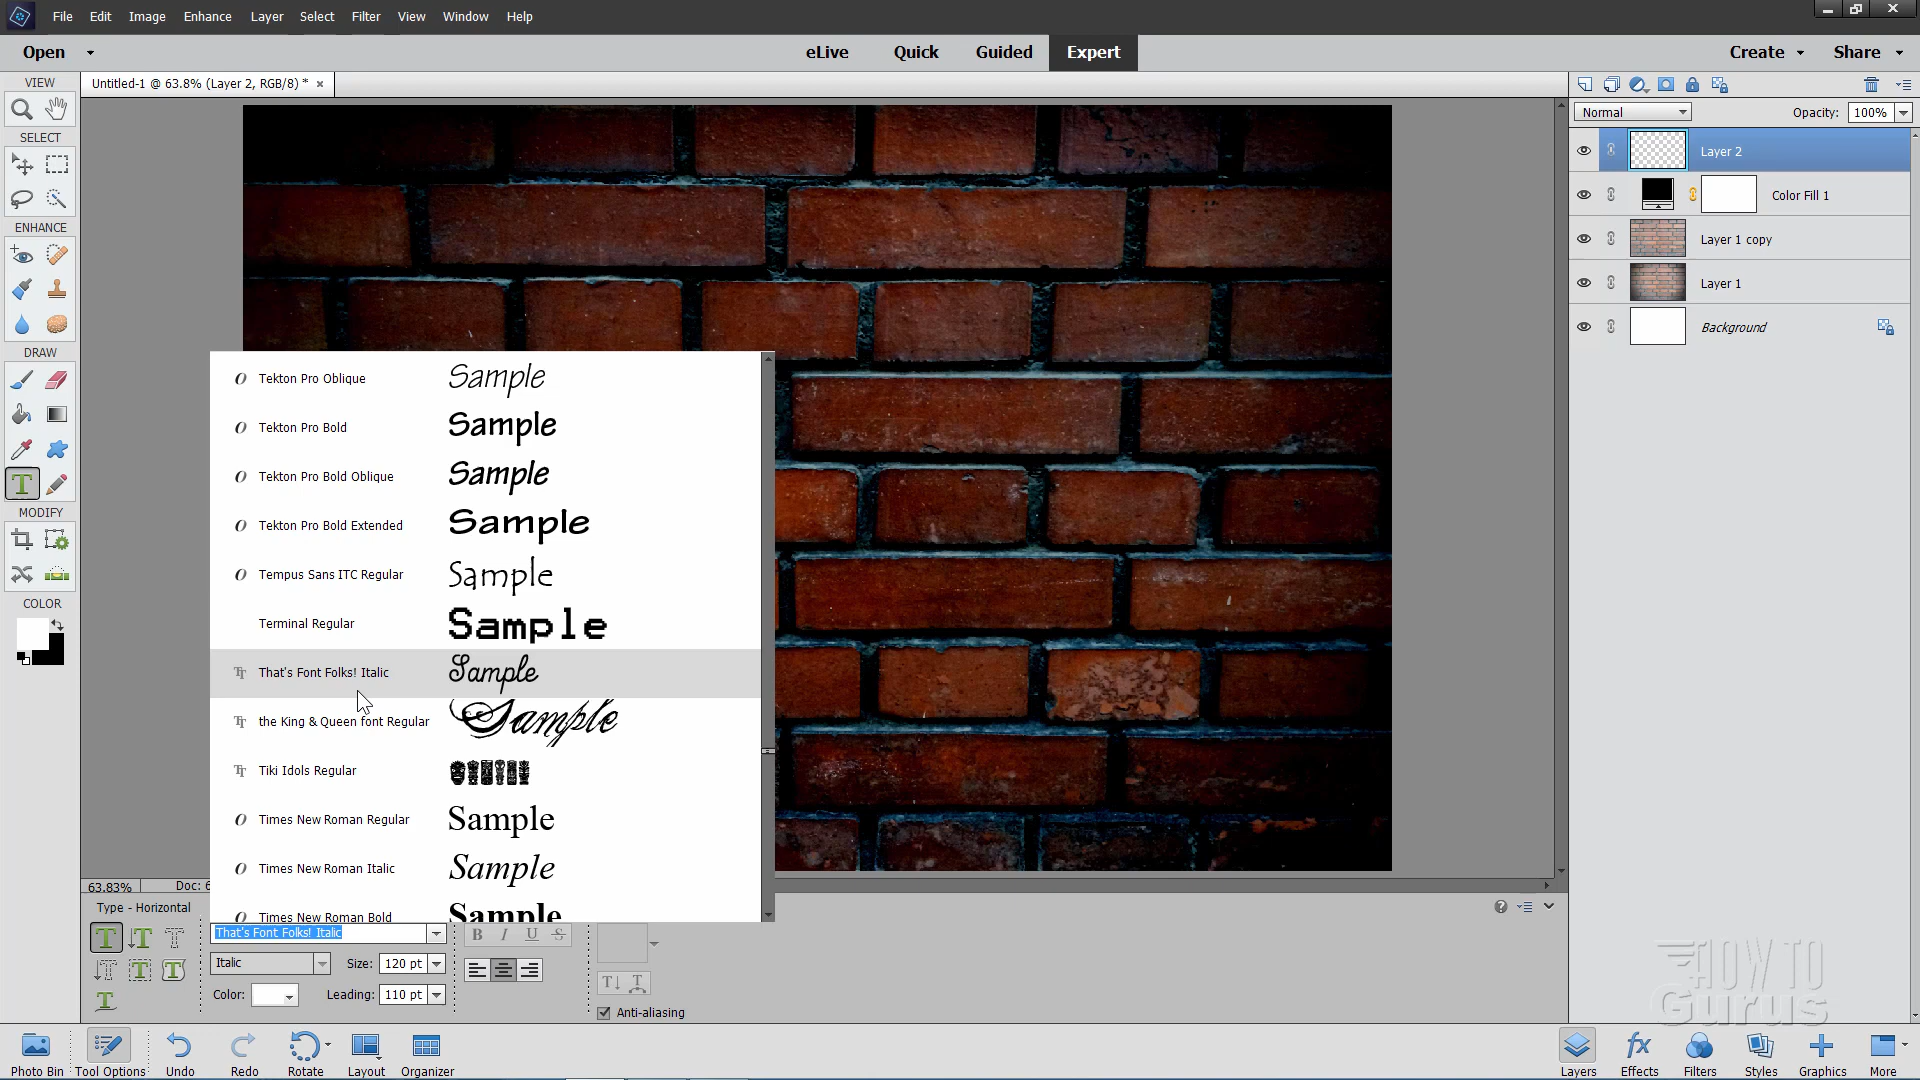 File Edit Image Enhance Layer Select Filter View Window Help
Open eLive Quick Guided Expert Create Share
VIEW
Untitled-1 @ 63.8% (Layer 2, RGB/8) * ×
Normal Opacity: 100%
SELECT
Layer 2
Color Fill 1
ENHANCE
Layer 1 copy
Layer 1
Background
DRAW
Tekton Pro Oblique Sample
Tekton Pro Bold Sample
Tekton Pro Bold Oblique Sample
MODIFY
Tekton Pro Bold Extended Sample
Tempus Sans ITC Regular Sample
COLOR
Terminal Regular Sample
That's Font Folks! Italic Sample
the King & Queen font Regular Sample
Tiki Idols Regular
Times New Roman Regular Sample
Times New Roman Italic Sample
Times New Roman Bold Sample
63.83% Doc: 6
Type - Horizontal
That's Font Folks! Italic
Italic Size: 120 pt
Color: Leading: 110 pt
Anti-aliasing
HOW TO
Gurus
Photo Bin Tool Options Undo Redo Rotate Layout Organizer Layers Effects Filters Styles Graphics More